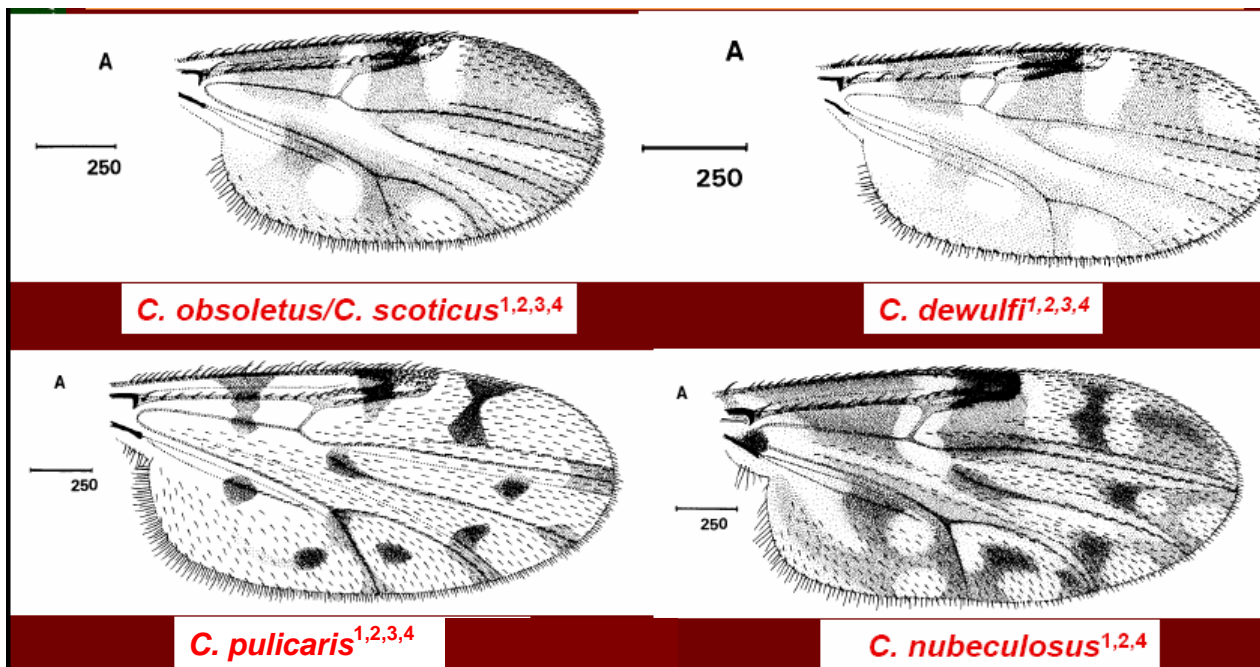 A
250
C. obsoletus/C. scoticus1,2,3,4
A
250
C. dewulfi1,2,3,4
A
250
C. pulicaris1,2,3,4
A
250
C. nubeculosus1,2,4